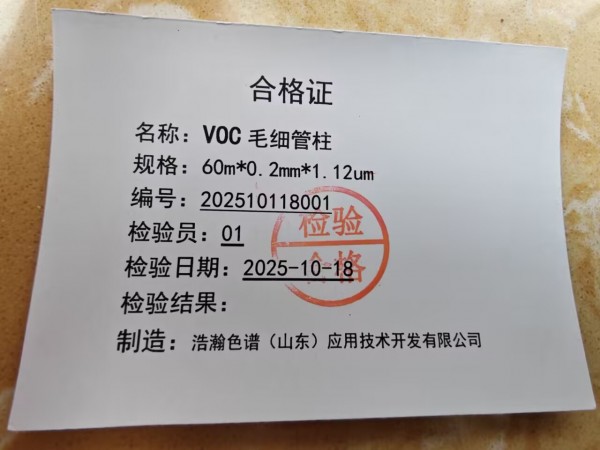 合格证
名称：VOC 毛细管柱
规格：60m*0.2mm*1.12um
编号：202510118001
检验员：01
检验日期：2025-10-18
检验结果：
制造：浩瀚色谱（山东）应用技术开发有限公司
检验
合格